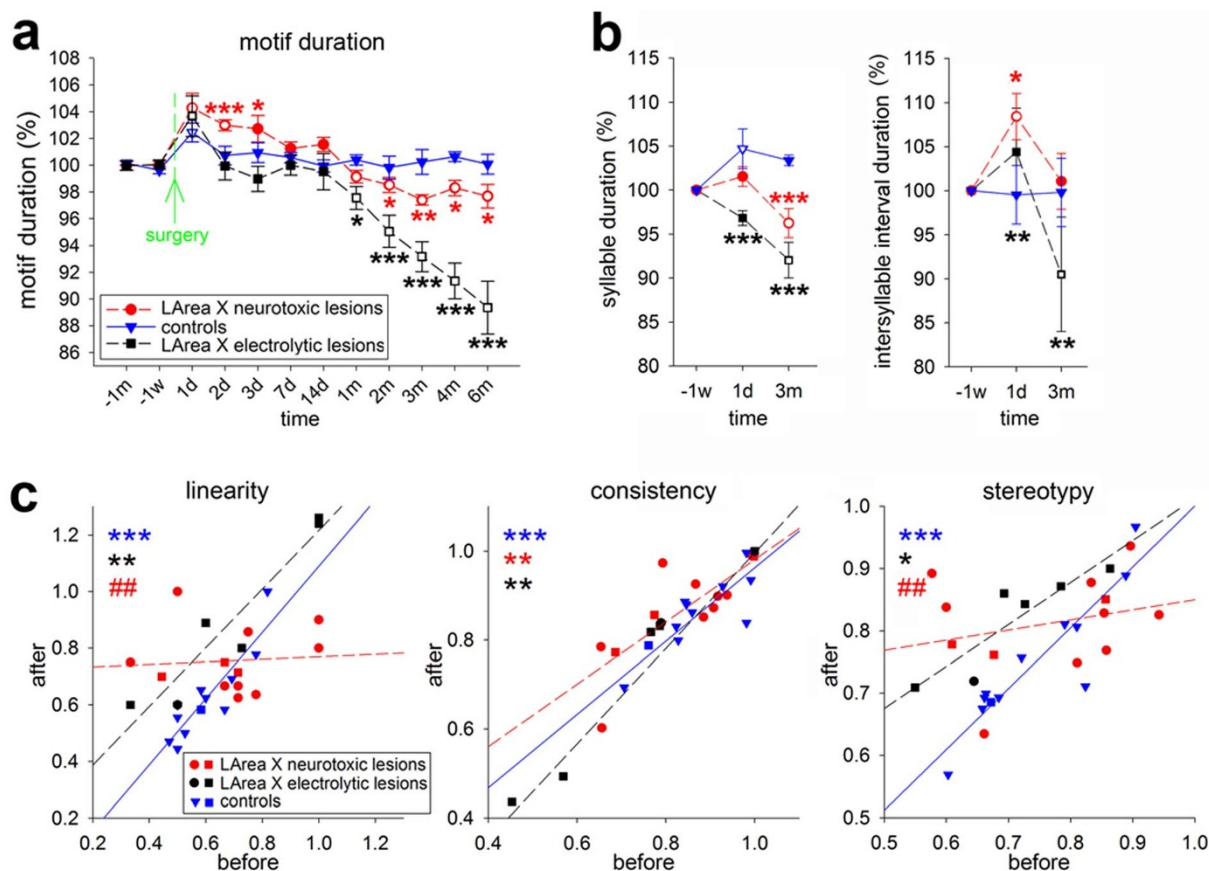 a
motif duration
motif duration (%)
108
106
104
102
100
98
96
94
92
90
88
86
***
*
surgery
*
**
*
*
*
***
***
***
***
LArea X neurotoxic lesions
controls
LArea X electrolytic lesions
-1m -1w 1d 2d 3d 7d 14d 1m 2m 3m 4m 6m
time
b
syllable duration (%)
115
110
105
100
95
90
85
80
***
***
***
-1w 1d 3m
time
intersyllable interval duration (%)
115
110
105
100
95
90
85
80
*
**
**
-1w 1d 3m
time
c
linearity
after
1.2
1.0
0.8
0.6
0.4
0.2
***
**
##
LArea X neurotoxic lesions
LArea X electrolytic lesions
controls
0.2 0.4 0.6 0.8 1.0 1.2
before
consistency
after
1.0
0.8
0.6
0.4
***
**
**
0.4 0.6 0.8 1.0
before
stereotypy
after
1.0
0.9
0.8
0.7
0.6
0.5
***
*
##
0.5 0.6 0.7 0.8 0.9 1.0
before